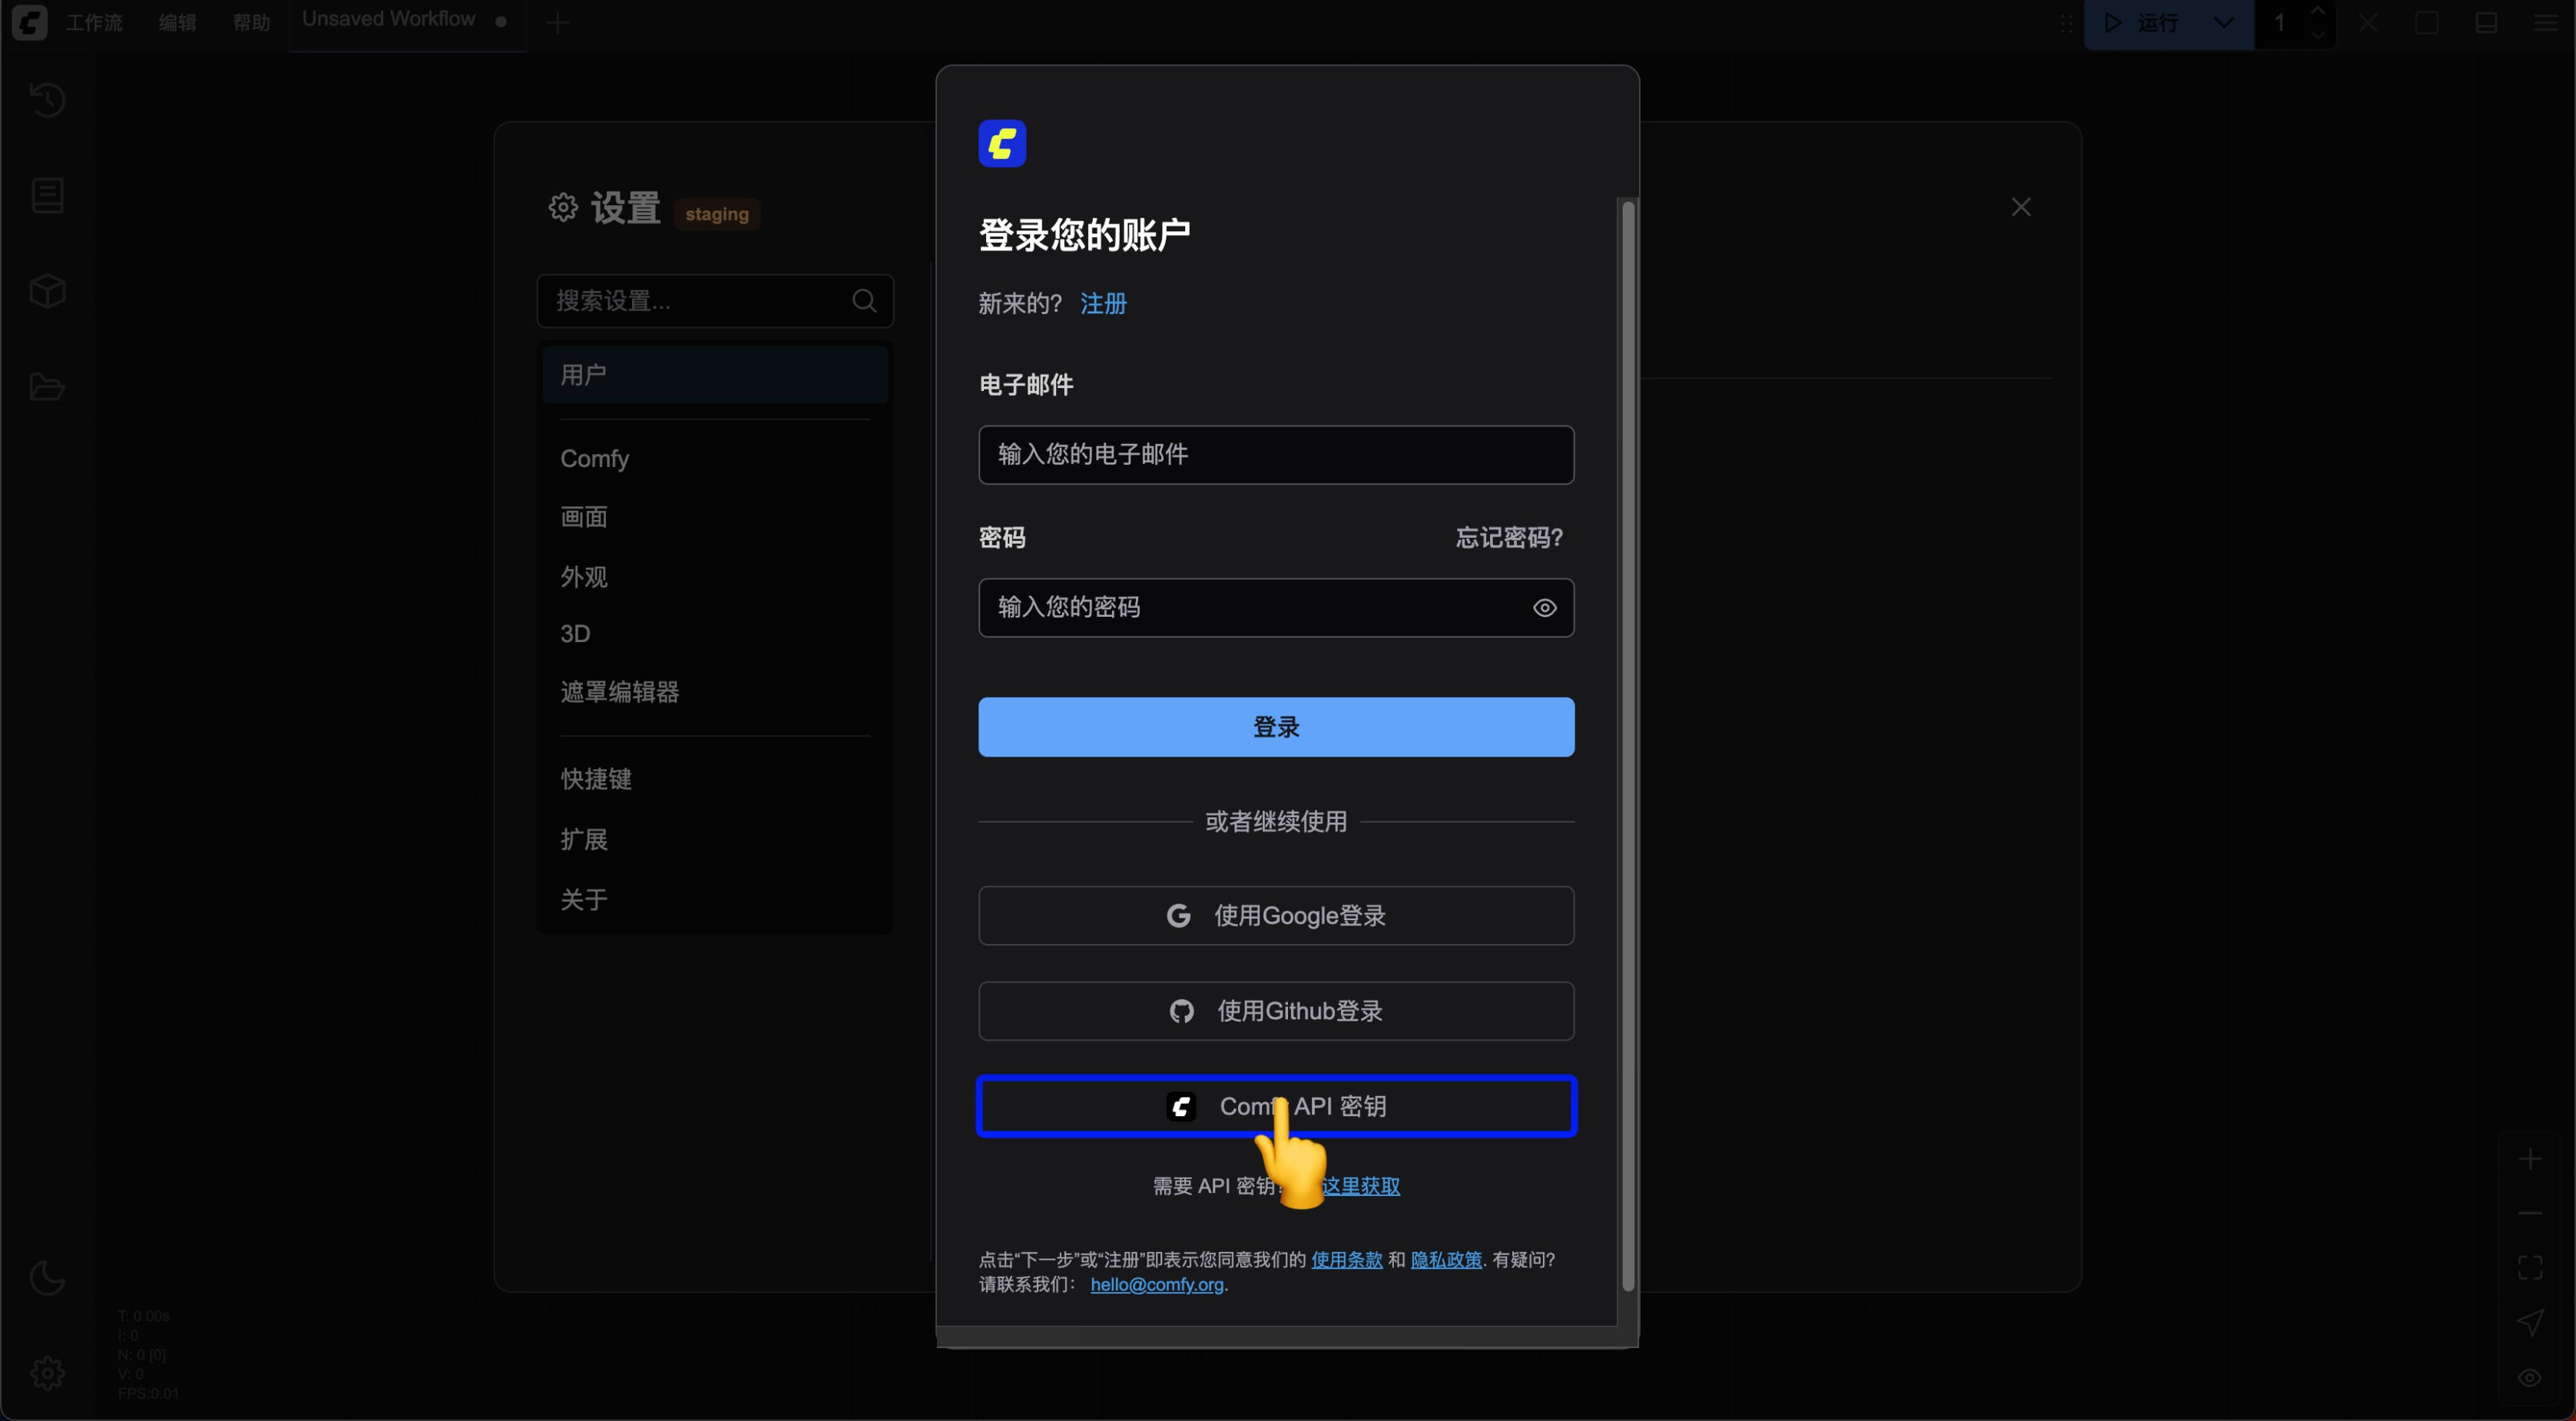 工作流 编辑 帮助 Unsaved Workflow
运行 1
设置 staging
搜索设置...
用户
Comfy
画面
外观
3D
遮罩编辑器
快捷键
扩展
关于
登录您的账户
新来的? 注册
电子邮件
输入您的电子邮件
密码 忘记密码?
输入您的密码
登录
或者继续使用
使用Google登录
使用Github登录
API 密钥
需要 API 密钥? 这里获取
点击“下一步”或“注册”即表示您同意我们的 使用条款 和 隐私政策. 有疑问?
请联系我们： hello@comfy.org.
T: 0.00s
I: 0
N: 0 [0]
V: 0
FPS:0.01